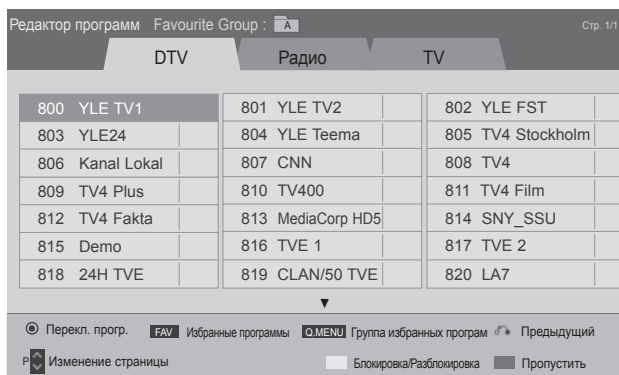 Редактор программ Favourite Group : A Стр. 1/1
DTV Радио TV
800 YLE TV1 801 YLE TV2 802 YLE FST
803 YLE24 804 YLE Teema 805 TV4 Stockholm
806 Kanal Lokal 807 CNN 808 TV4
809 TV4 Plus 810 TV400 811 TV4 Film
812 TV4 Fakta 813 MediaCorp HD5 814 SNY_SSU
815 Demo 816 TVE 1 817 TVE 2
818 24H TVE 819 CLAN/50 TVE 820 LA7
Перекл. прогр. FAV Избранные программы Q.MENU Группа избранных програм Предыдущий
P Изменение страницы Блокировка/Разблокировка Пропустить